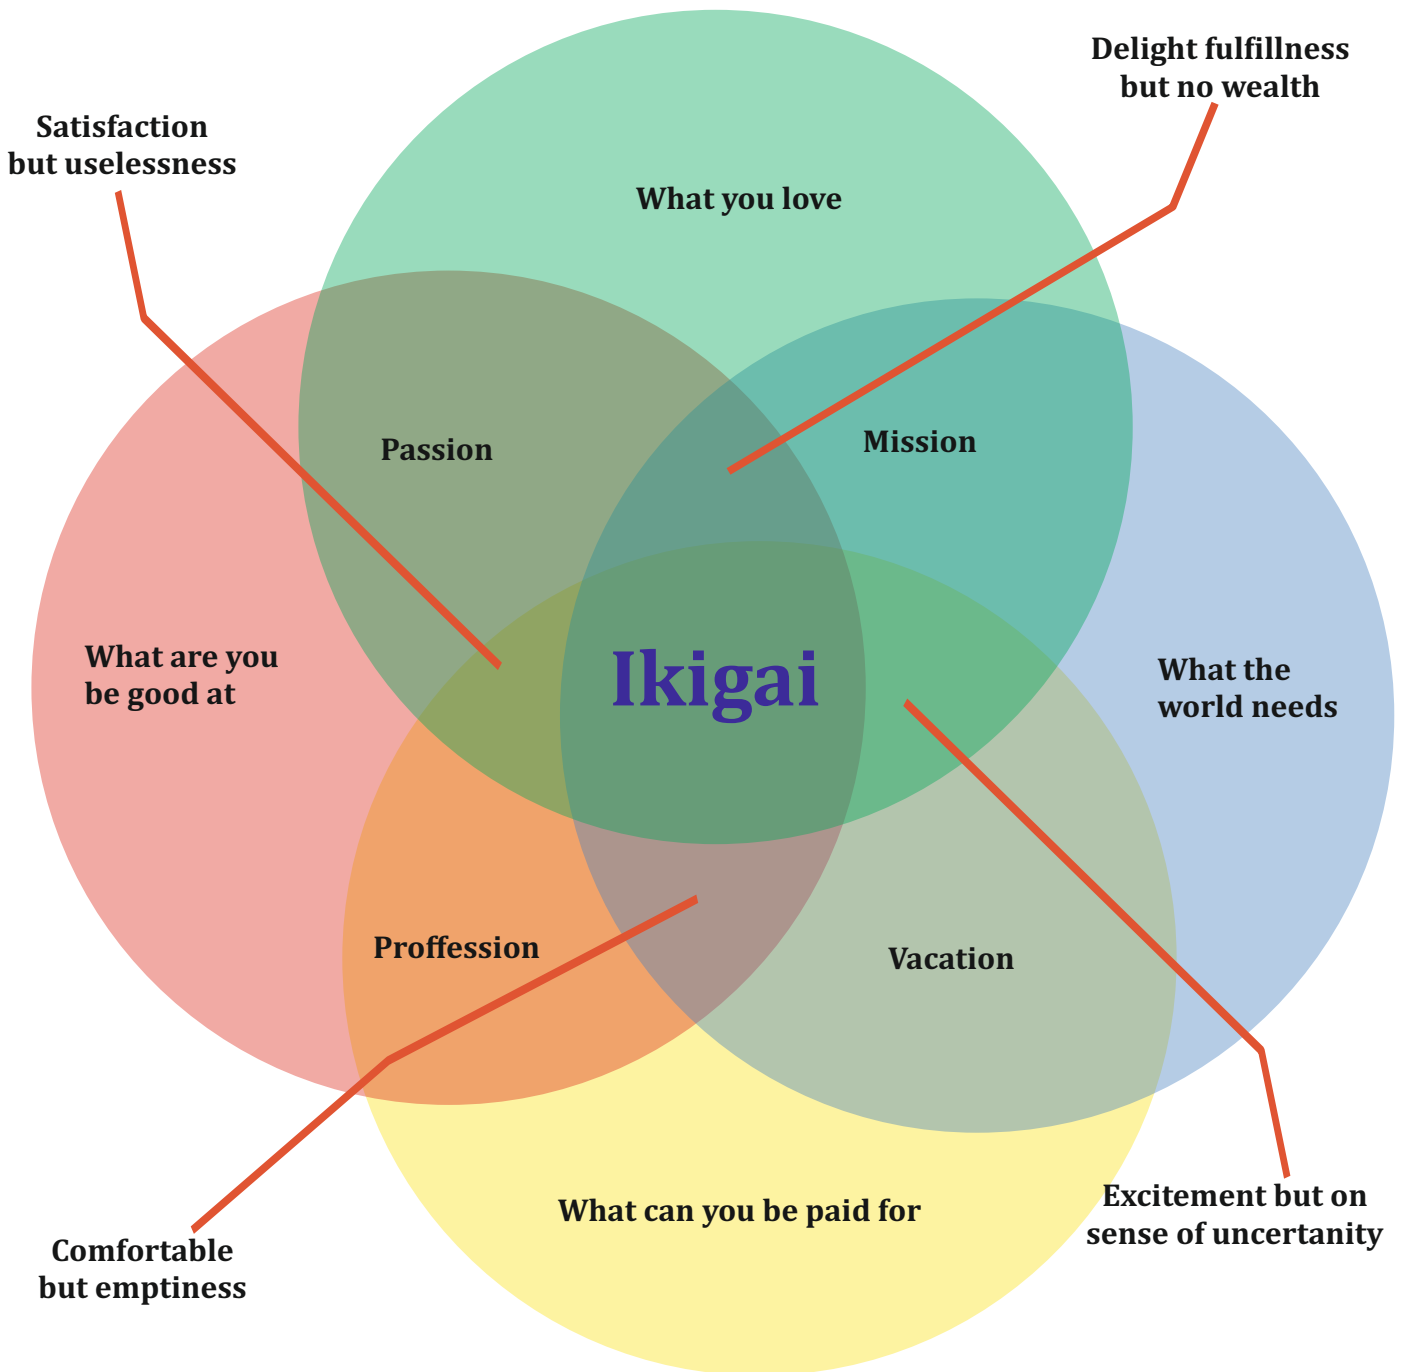 Delight fulfillness
but no wealth
Satisfaction
but uselessness
What you love
Passion
Mission
What are you
be good at
Ikigai
What the
world needs
Proffession
Vacation
What can you be paid for
Excitement but on
sense of uncertanity
Comfortable
but emptiness